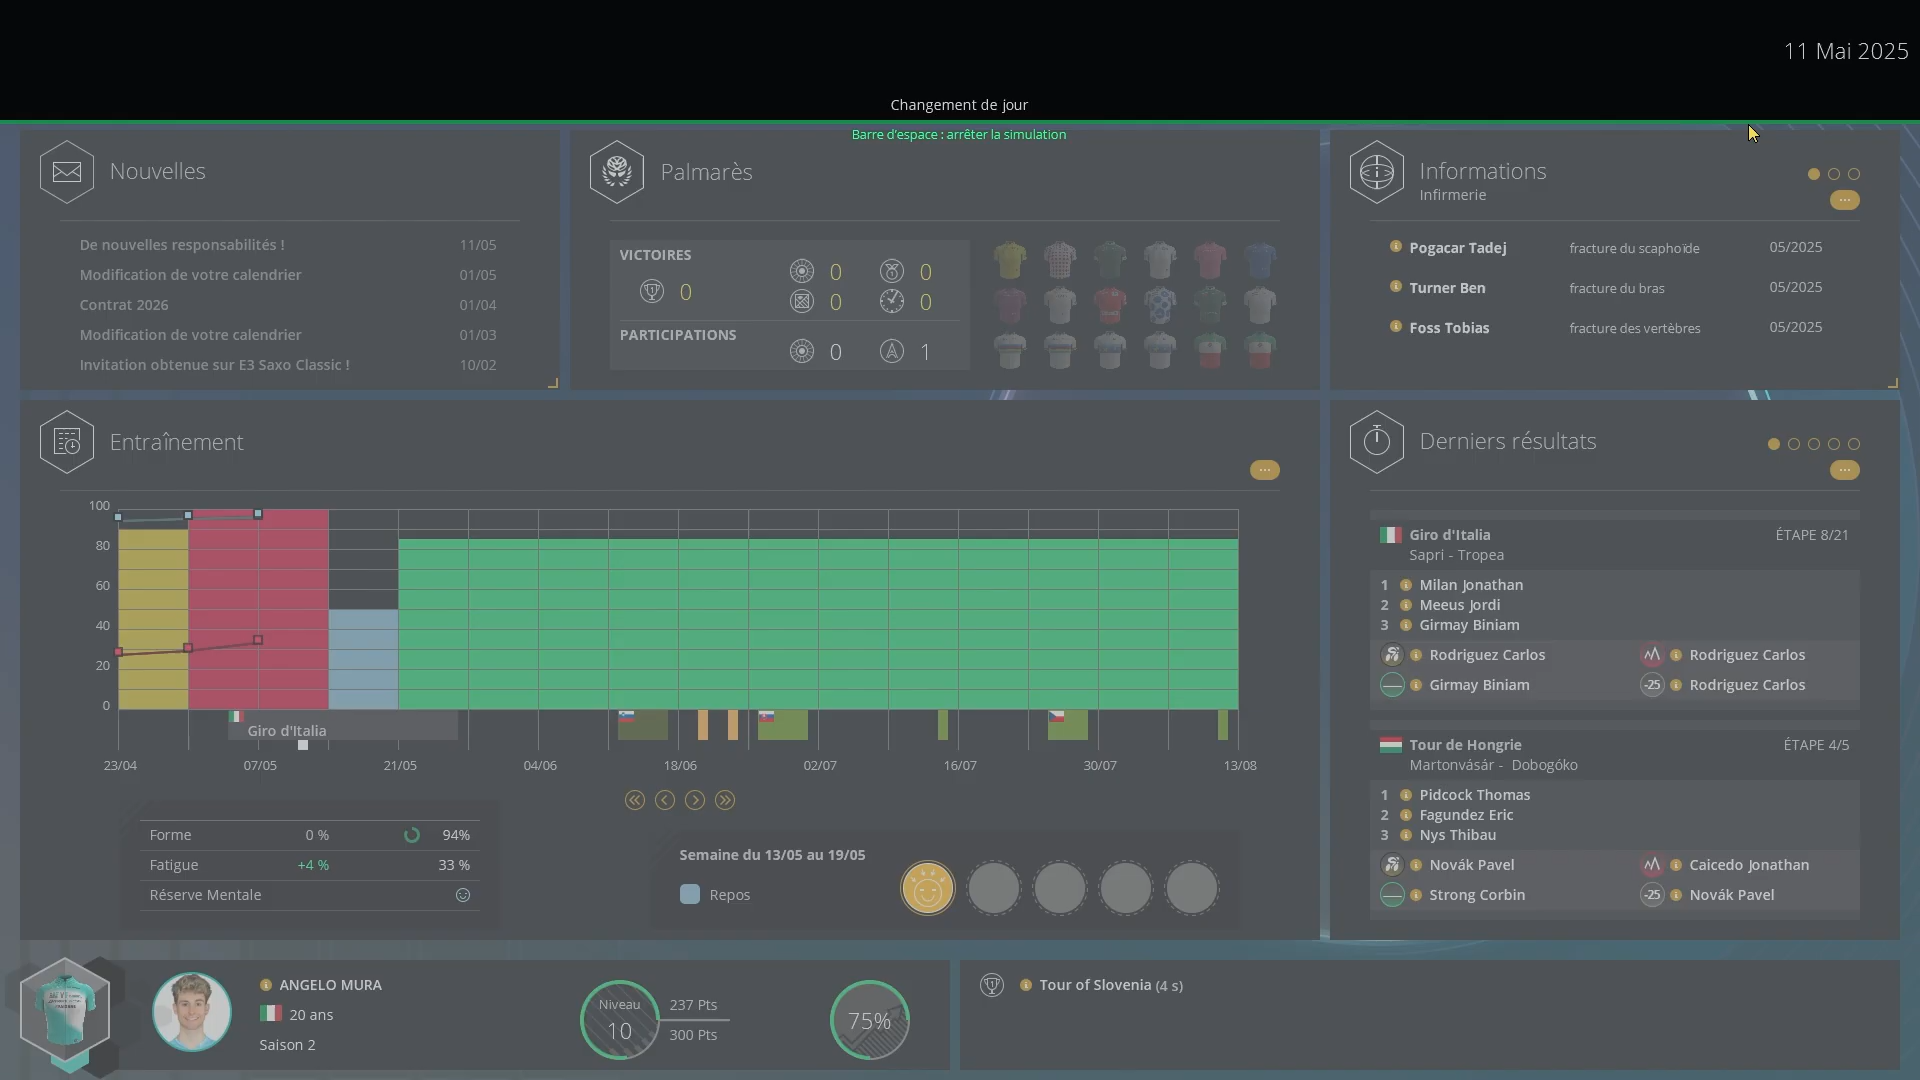 11 Mai 2025
Changement de jour
Barre d'espace : arrêter la simulation
Nouvelles
De nouvelles responsabilités ! 11/05
Modification de votre calendrier 01/05
Contrat 2026 01/04
Modification de votre calendrier 01/03
Invitation obtenue sur E3 Saxo Classic ! 10/02
Palmarès
VICTOIRES
0 0 0
0 0
PARTICIPATIONS
0 1
Informations
Infirmerie
...
Pogacar Tadej fracture du scaphoïde 05/2025
Turner Ben fracture du bras 05/2025
Foss Tobias fracture des vertèbres 05/2025
Entraînement
...
100
80
60
40
20
0
Giro d'Italia
23/04 07/05 21/05 04/06 18/06 02/07 16/07 30/07 13/08
Forme 0 % 94%
Fatigue +4 % 33 %
Réserve Mentale
Semaine du 13/05 au 19/05
Repos
Derniers résultats
...
Giro d'Italia ÉTAPE 8/21
Sapri - Tropea
1 Milan Jonathan
2 Meeus Jordi
3 Girmay Biniam
Rodriguez Carlos Rodriguez Carlos
Girmay Biniam -25 Rodriguez Carlos
Tour de Hongrie ÉTAPE 4/5
Martonvásár - Dobogóko
1 Pidcock Thomas
2 Fagundez Eric
3 Nys Thibau
Novák Pavel Caicedo Jonathan
Strong Corbin -25 Novák Pavel
ANGELO MURA
20 ans
Saison 2
Niveau
10
237 Pts
300 Pts
75%
Tour of Slovenia (4 s)